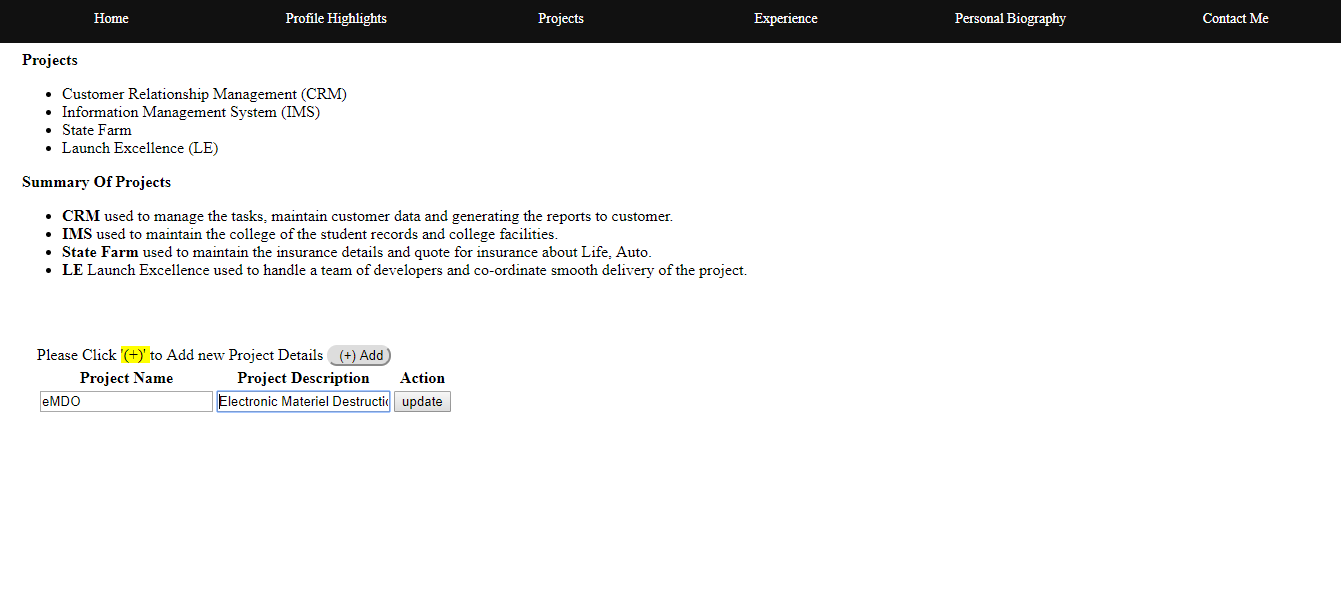 Home Profile Highlights Projects Experience Personal Biography Contact Me
Projects
• Customer Relationship Management (CRM)
• Information Management System (IMS)
• State Farm
• Launch Excellence (LE)
Summary Of Projects
• CRM used to manage the tasks, maintain customer data and generating the reports to customer.
• IMS used to maintain the college of the student records and college facilities.
• State Farm used to maintain the insurance details and quote for insurance about Life, Auto.
• LE Launch Excellence used to handle a team of developers and co-ordinate smooth delivery of the project.
Please Click '(+)' to Add new Project Details (+) Add
Project Name Project Description Action
eMDO Electronic Materiel Destructi update